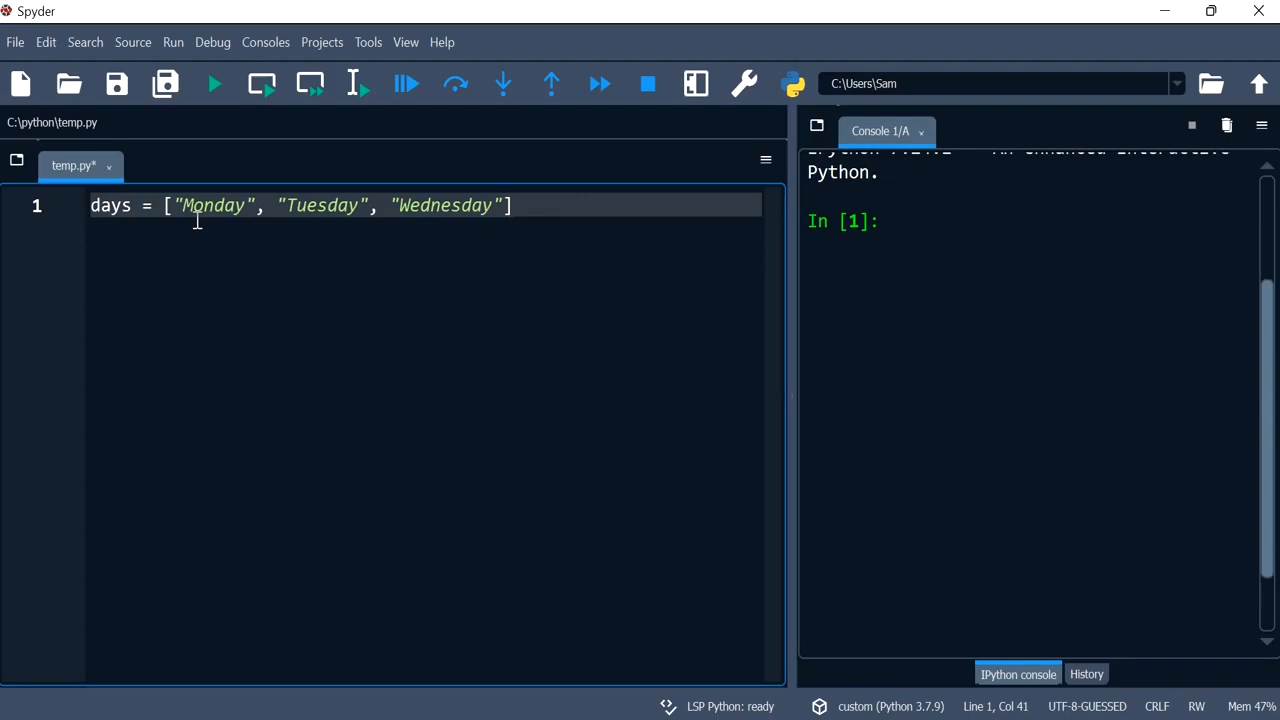 Spyder
File Edit Search Source Run Debug Consoles Projects Tools View Help
C:\Users\Sam
C:\python\temp.py
Console 1/A
temp.py*
1 days = ["Monday", "Tuesday", "Wednesday"]
Python.
In [1]:
IPython console History
LSP Python: ready custom (Python 3.7.9) Line 1, Col 41 UTF-8-GUESSED CRLF RW Mem 47%